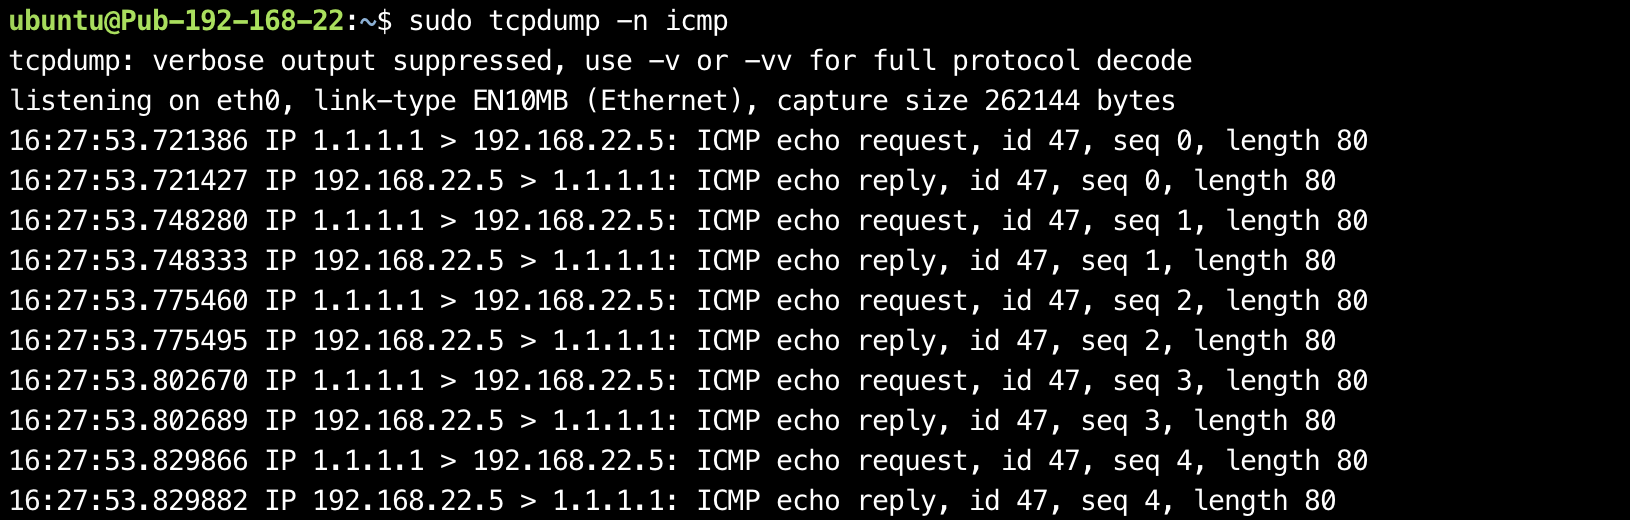 ubuntu@Pub-192-168-22:~$ sudo tcpdump -n icmp
tcpdump: verbose output suppressed, use -v or -vv for full protocol decode
listening on eth0, link-type EN10MB (Ethernet), capture size 262144 bytes
16:27:53.721386 IP 1.1.1.1 > 192.168.22.5: ICMP echo request, id 47, seq 0, length 80
16:27:53.721427 IP 192.168.22.5 > 1.1.1.1: ICMP echo reply, id 47, seq 0, length 80
16:27:53.748280 IP 1.1.1.1 > 192.168.22.5: ICMP echo request, id 47, seq 1, length 80
16:27:53.748333 IP 192.168.22.5 > 1.1.1.1: ICMP echo reply, id 47, seq 1, length 80
16:27:53.775460 IP 1.1.1.1 > 192.168.22.5: ICMP echo request, id 47, seq 2, length 80
16:27:53.775495 IP 192.168.22.5 > 1.1.1.1: ICMP echo reply, id 47, seq 2, length 80
16:27:53.802670 IP 1.1.1.1 > 192.168.22.5: ICMP echo request, id 47, seq 3, length 80
16:27:53.802689 IP 192.168.22.5 > 1.1.1.1: ICMP echo reply, id 47, seq 3, length 80
16:27:53.829866 IP 1.1.1.1 > 192.168.22.5: ICMP echo request, id 47, seq 4, length 80
16:27:53.829882 IP 192.168.22.5 > 1.1.1.1: ICMP echo reply, id 47, seq 4, length 80